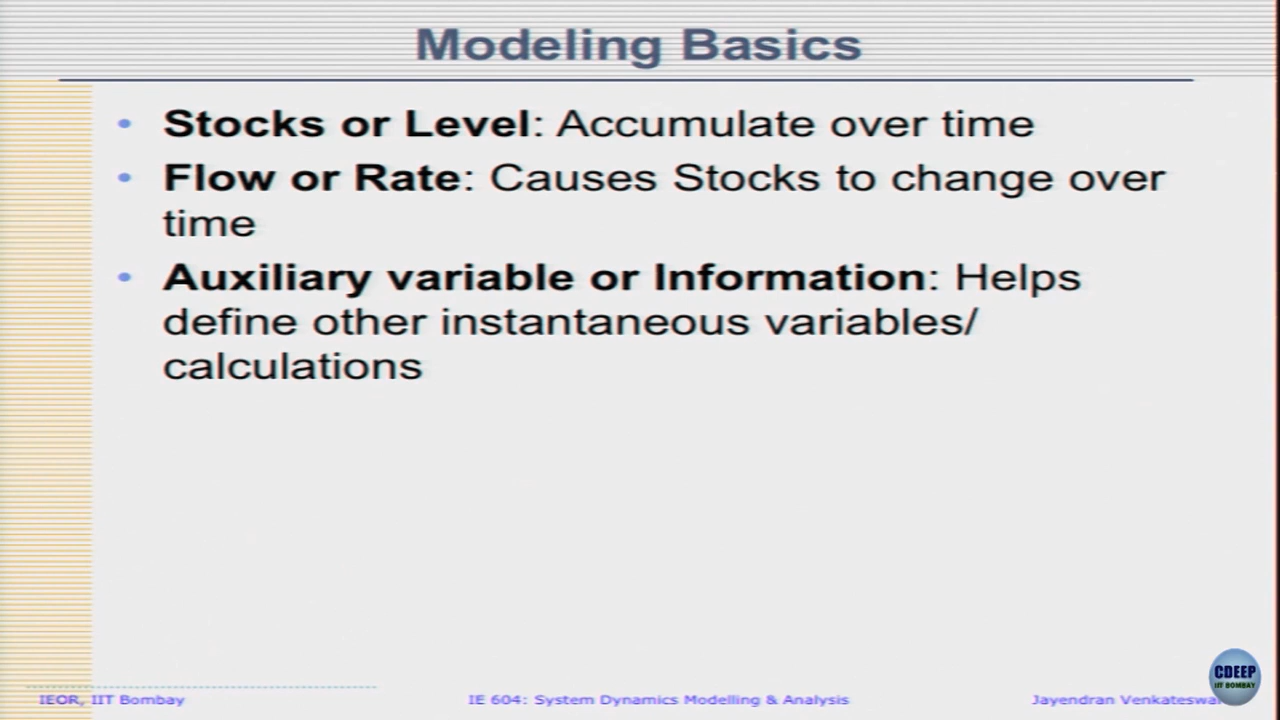 Modeling Basics
• Stocks or Level: Accumulate over time
• Flow or Rate: Causes Stocks to change over
time
• Auxiliary variable or Information: Helps
define other instantaneous variables/
calculations
IEOR, IIT Bombay
IE 604: System Dynamics Modelling & Analysis
Jayendran
CDEEP
IIT BOMBAY